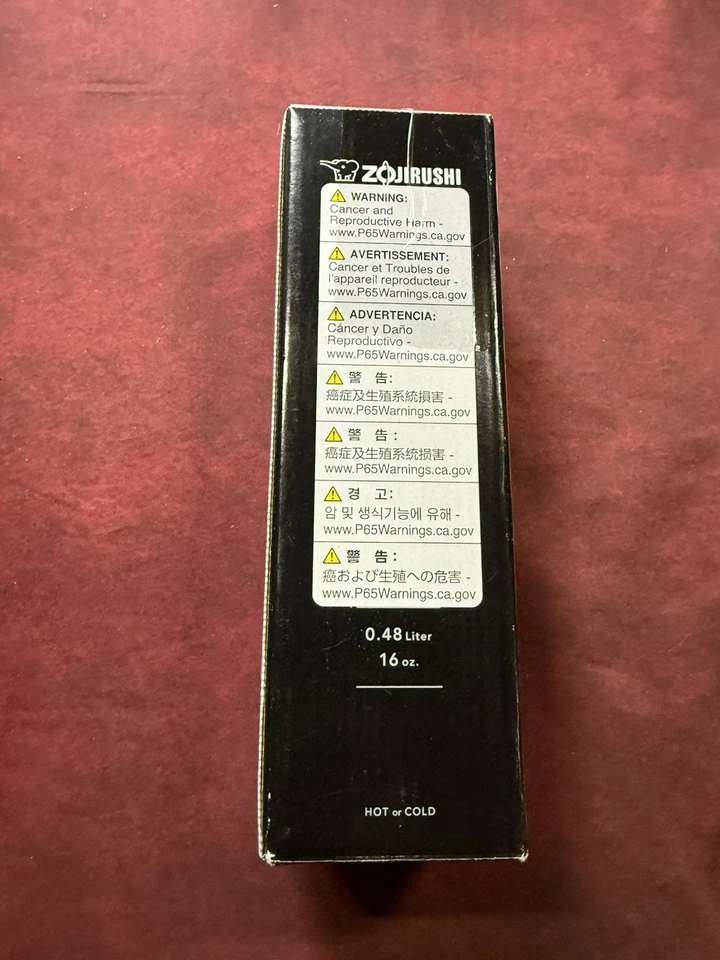 ZOJIRUSHI
WARNING:
Cancer and
Reproductive Harm -
www.P65Warnings.ca.gov
AVERTISSEMENT:
Cancer et Troubles de
l'appareil reproducteur -
www.P65Warnings.ca.gov
ADVERTENCIA:
Cáncer y Daño
Reproductivo -
www.P65Warnings.ca.gov
警 告:
癌症及生殖系統損害 -
www.P65Warnings.ca.gov
警 告:
癌症及生殖系统损害 -
www.P65Warnings.ca.gov
경 고:
암 및 생식기능에 유해 -
www.P65Warnings.ca.gov
警 告:
癌および生殖への危害 -
www.P65Warnings.ca.gov
0.48 Liter
16 oz.
HOT or COLD